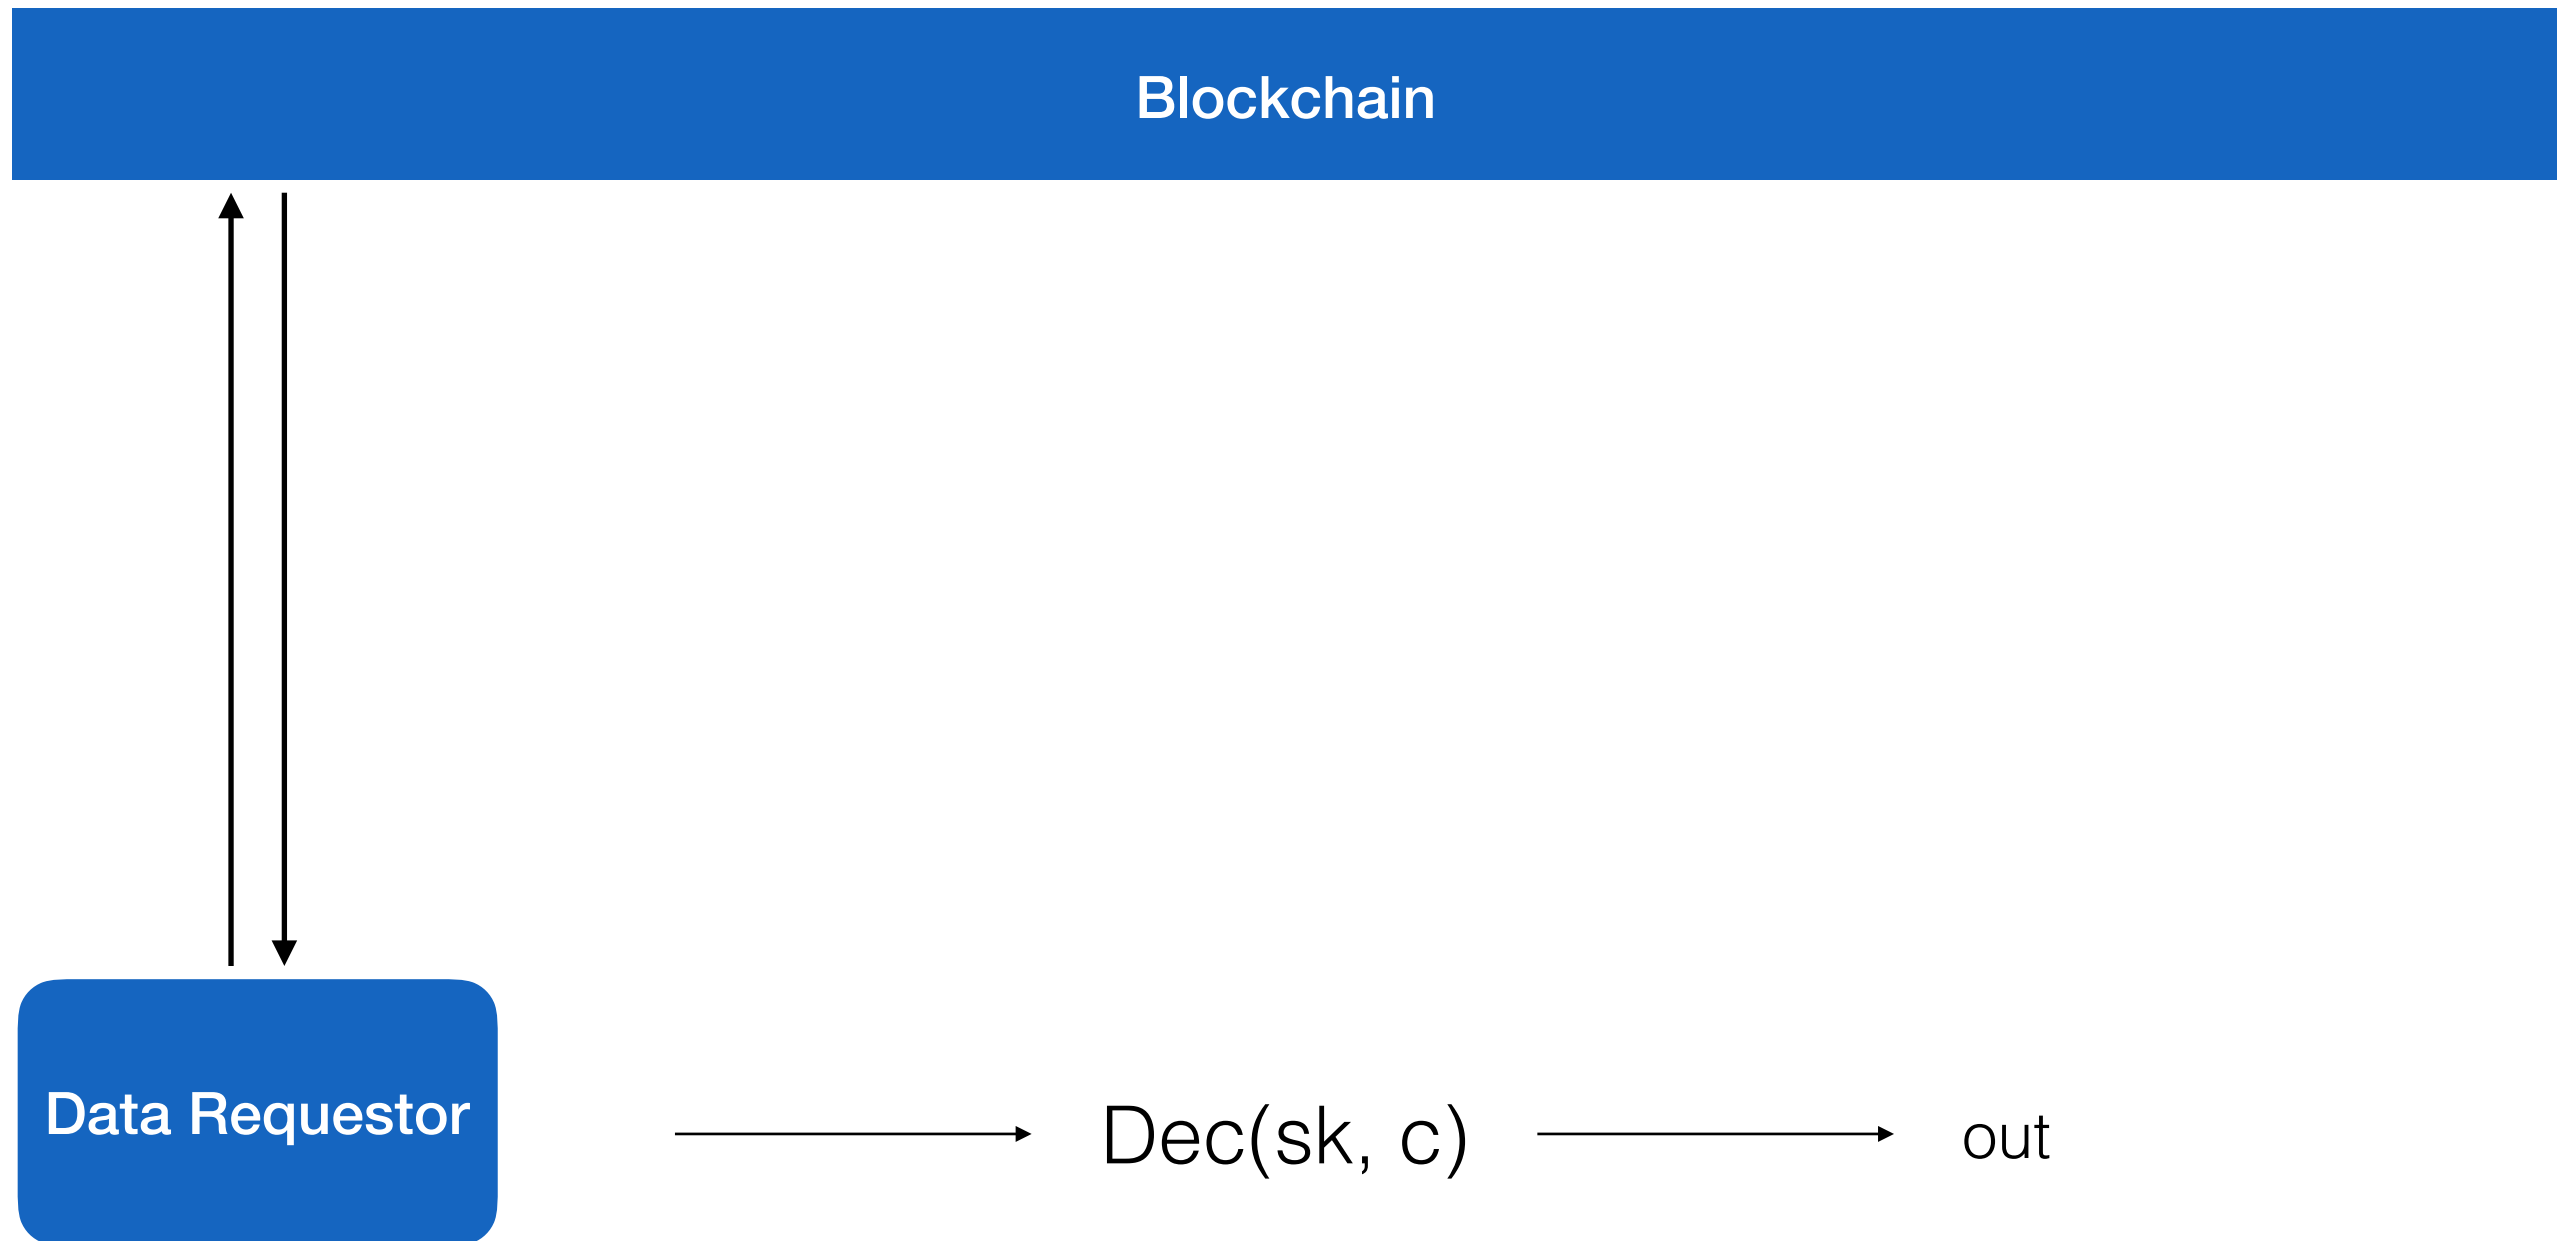 Blockchain
Data Requestor
Dec(sk, c)
out